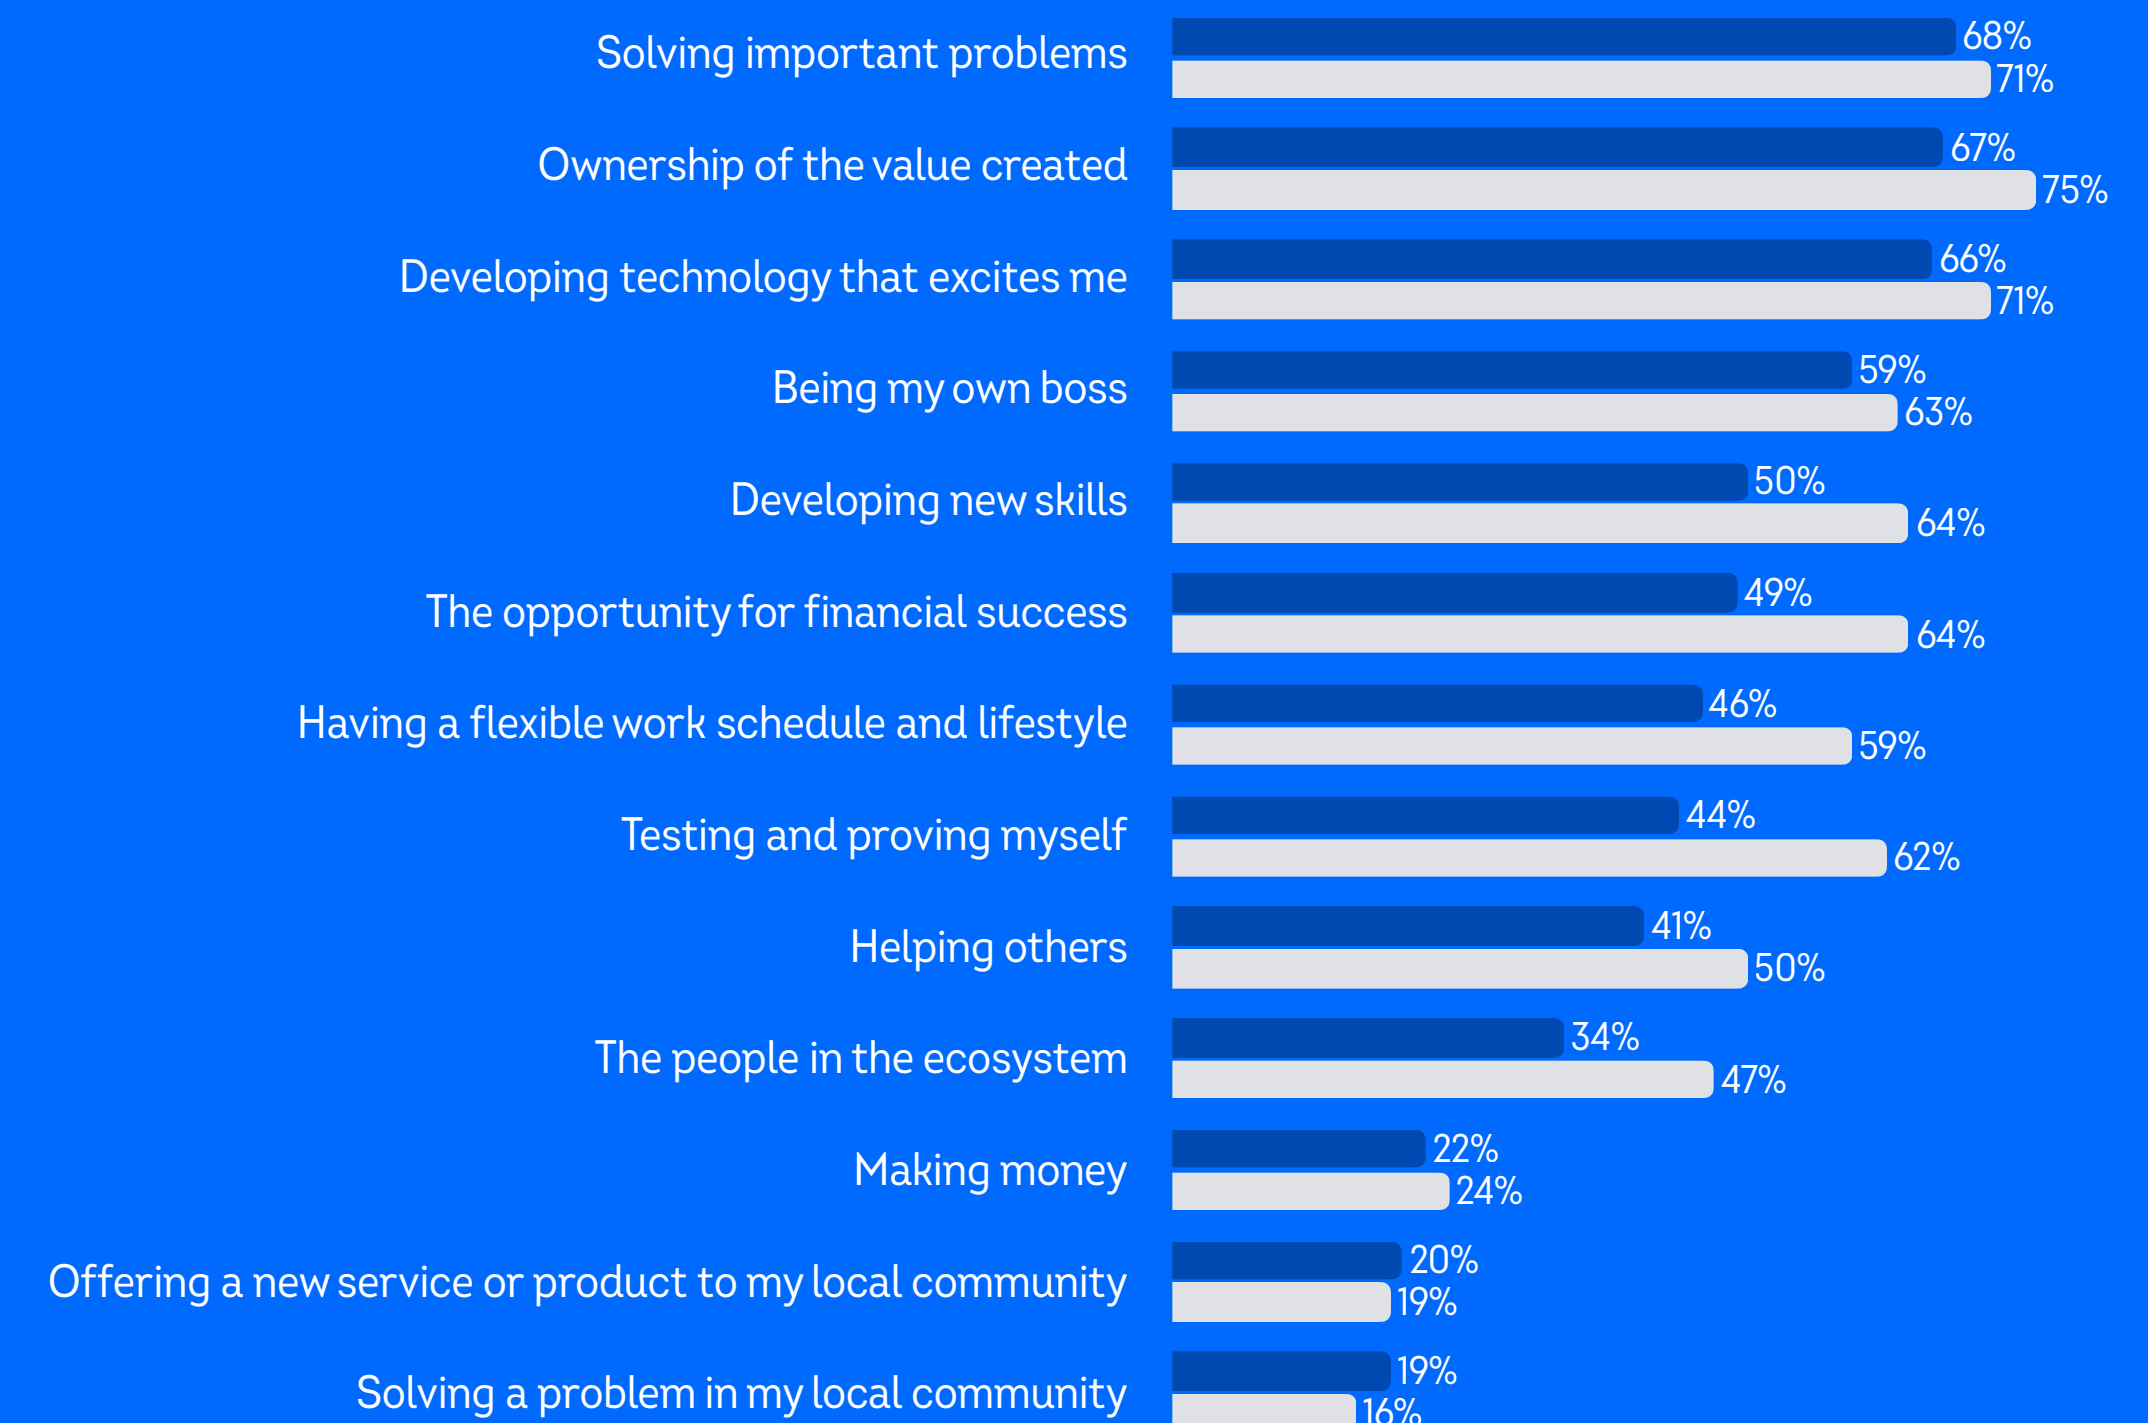 Solving important problems
68%
71%
Ownership of the value created
67%
75%
Developing technology that excites me
66%
71%
Being my own boss
59%
63%
Developing new skills
50%
64%
The opportunity for financial success
49%
64%
Having a flexible work schedule and lifestyle
46%
59%
Testing and proving myself
44%
62%
Helping others
41%
50%
The people in the ecosystem
34%
47%
Making money
22%
24%
Offering a new service or product to my local community
20%
19%
Solving a problem in my local community
19%
16%